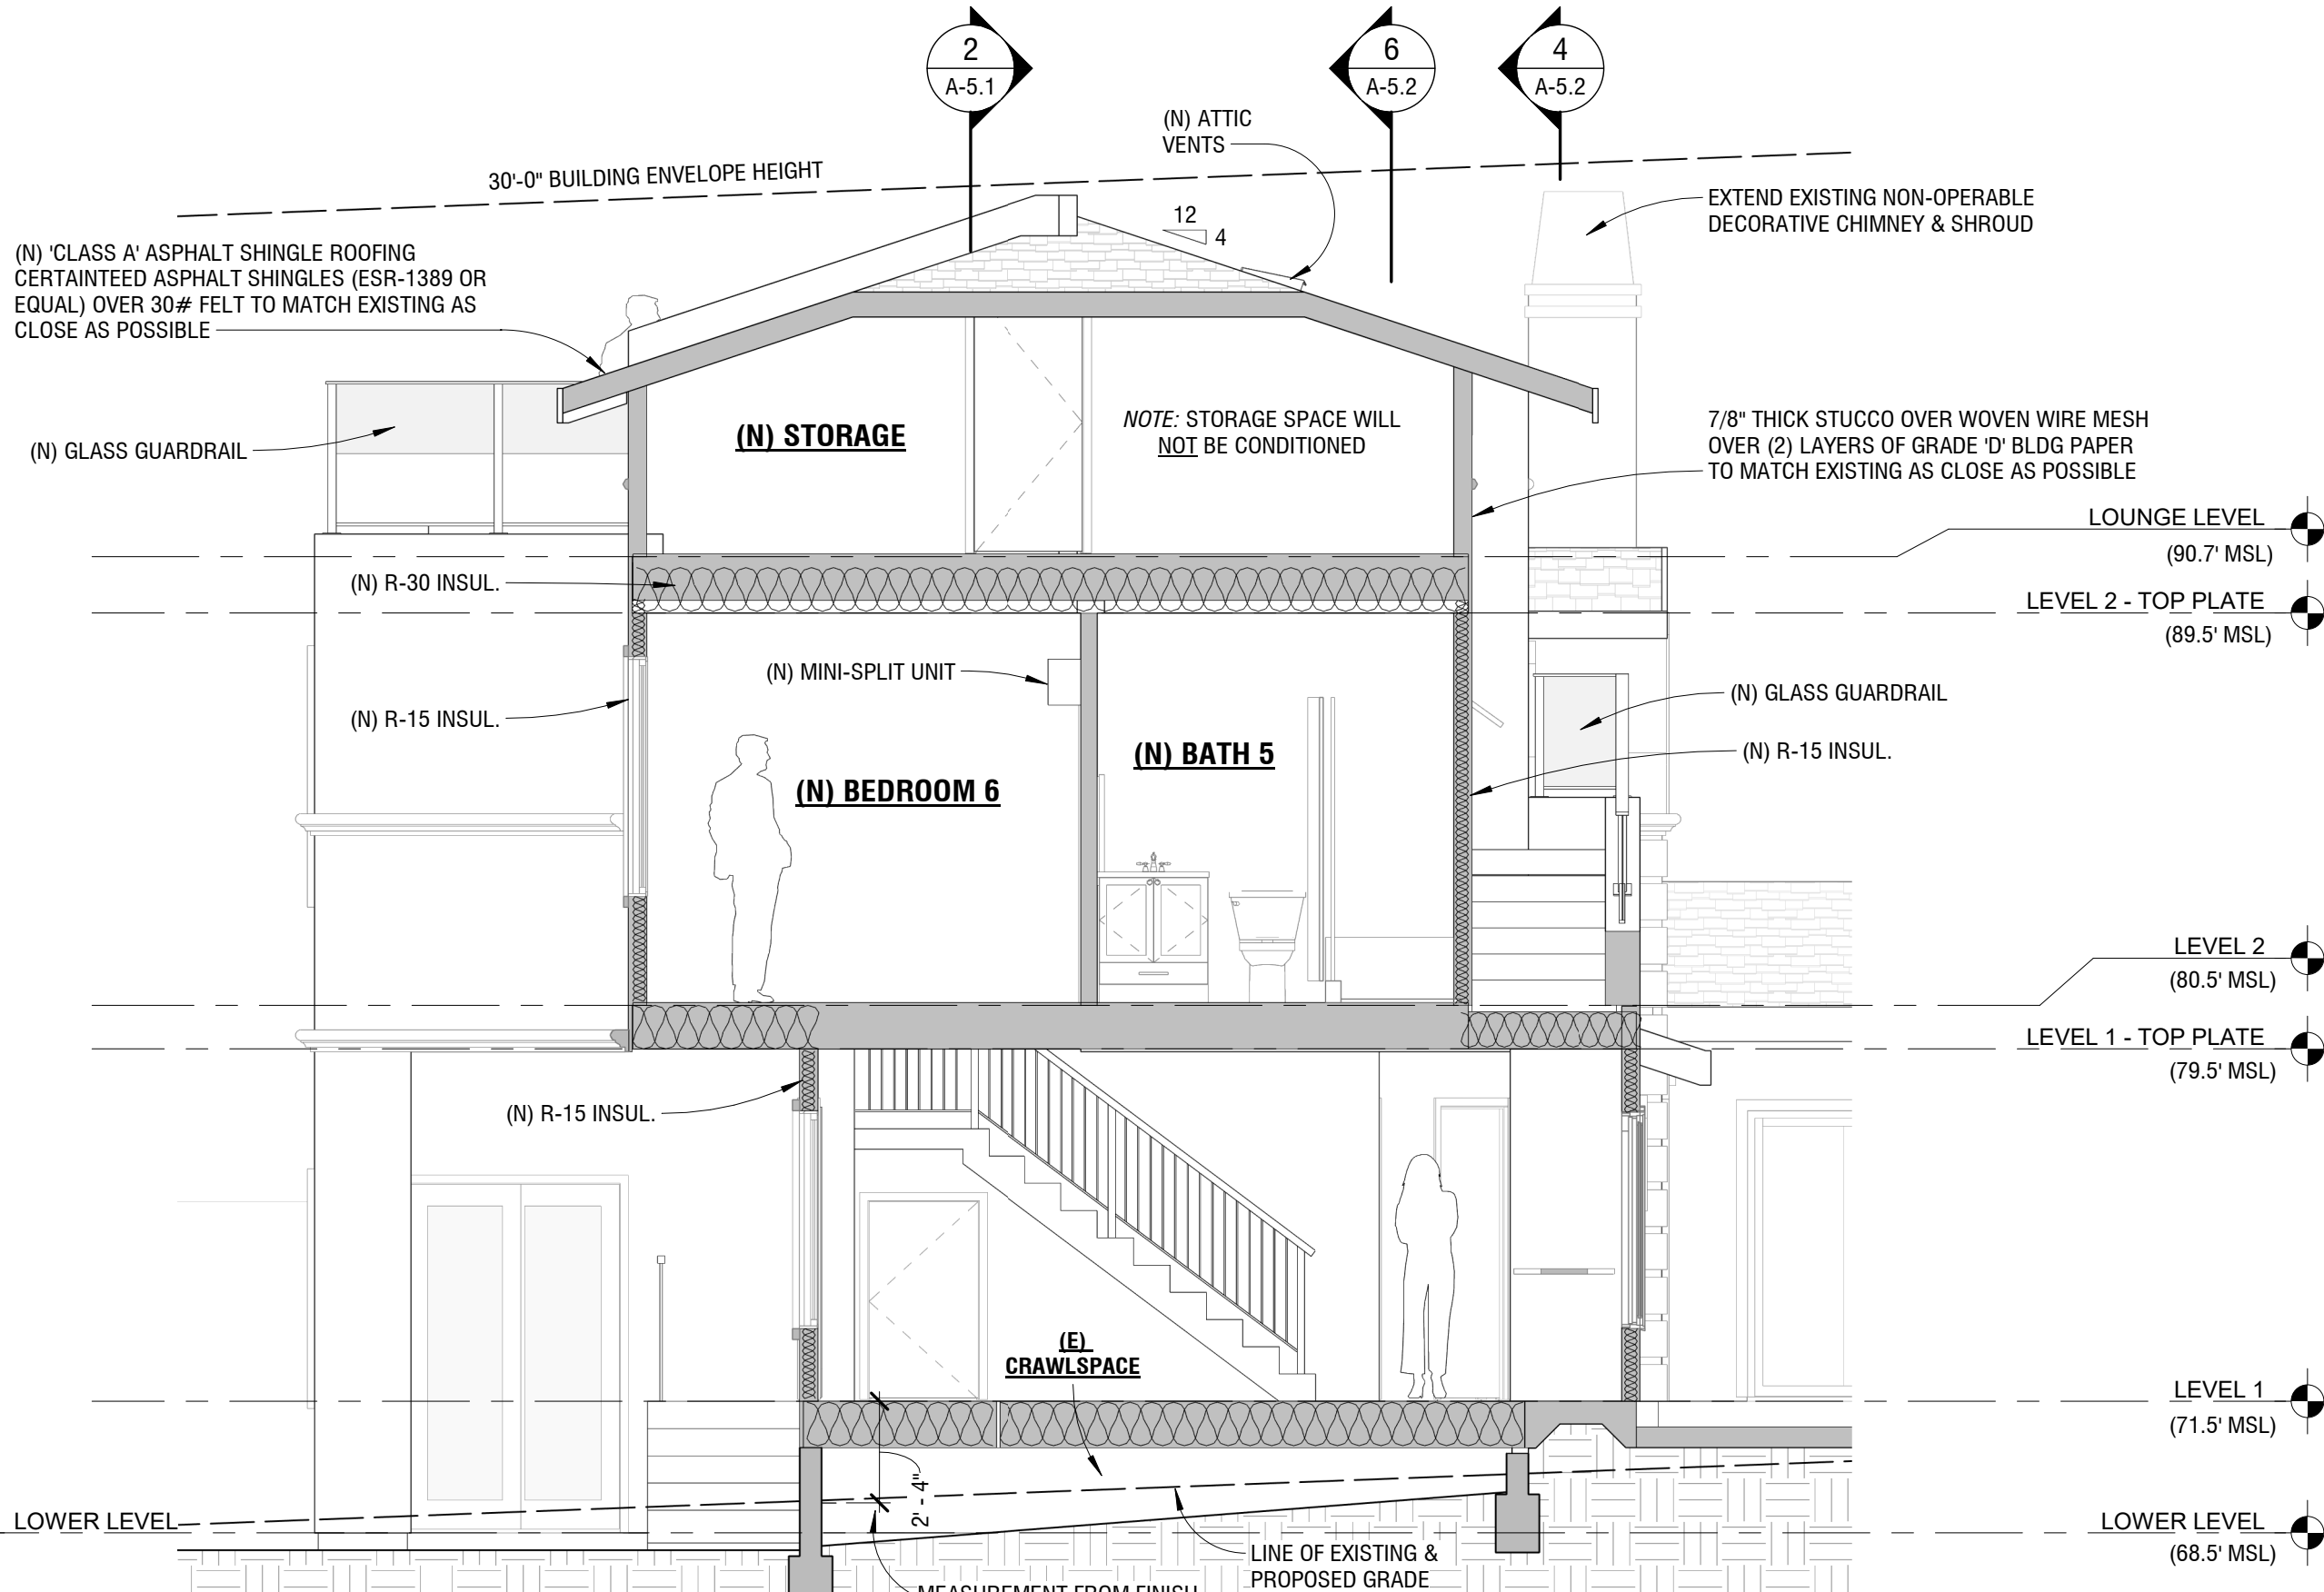 2
A-5.1
6
A-5.2
4
A-5.2
(N) ATTIC
VENTS
30'-0" BUILDING ENVELOPE HEIGHT
EXTEND EXISTING NON-OPERABLE
DECORATIVE CHIMNEY & SHROUD
12
4
(N) 'CLASS A' ASPHALT SHINGLE ROOFING
CERTAINTEED ASPHALT SHINGLES (ESR-1389 OR
EQUAL) OVER 30# FELT TO MATCH EXISTING AS
CLOSE AS POSSIBLE
(N) GLASS GUARDRAIL
(N) STORAGE
NOTE: STORAGE SPACE WILL
NOT BE CONDITIONED
7/8" THICK STUCCO OVER WOVEN WIRE MESH
OVER (2) LAYERS OF GRADE 'D' BLDG PAPER
TO MATCH EXISTING AS CLOSE AS POSSIBLE
LOUNGE LEVEL
(90.7' MSL)
(N) R-30 INSUL.
LEVEL 2 - TOP PLATE
(89.5' MSL)
(N) MINI-SPLIT UNIT
(N) GLASS GUARDRAIL
(N) R-15 INSUL.
(N) R-15 INSUL.
(N) BATH 5
(N) BEDROOM 6
LEVEL 2
(80.5' MSL)
LEVEL 1 - TOP PLATE
(79.5' MSL)
(N) R-15 INSUL.
(E)
CRAWLSPACE
LEVEL 1
(71.5' MSL)
2' - 4"
LOWER LEVEL
LOWER LEVEL
(68.5' MSL)
LINE OF EXISTING &
PROPOSED GRADE
MEASUREMENT FROM FINISH